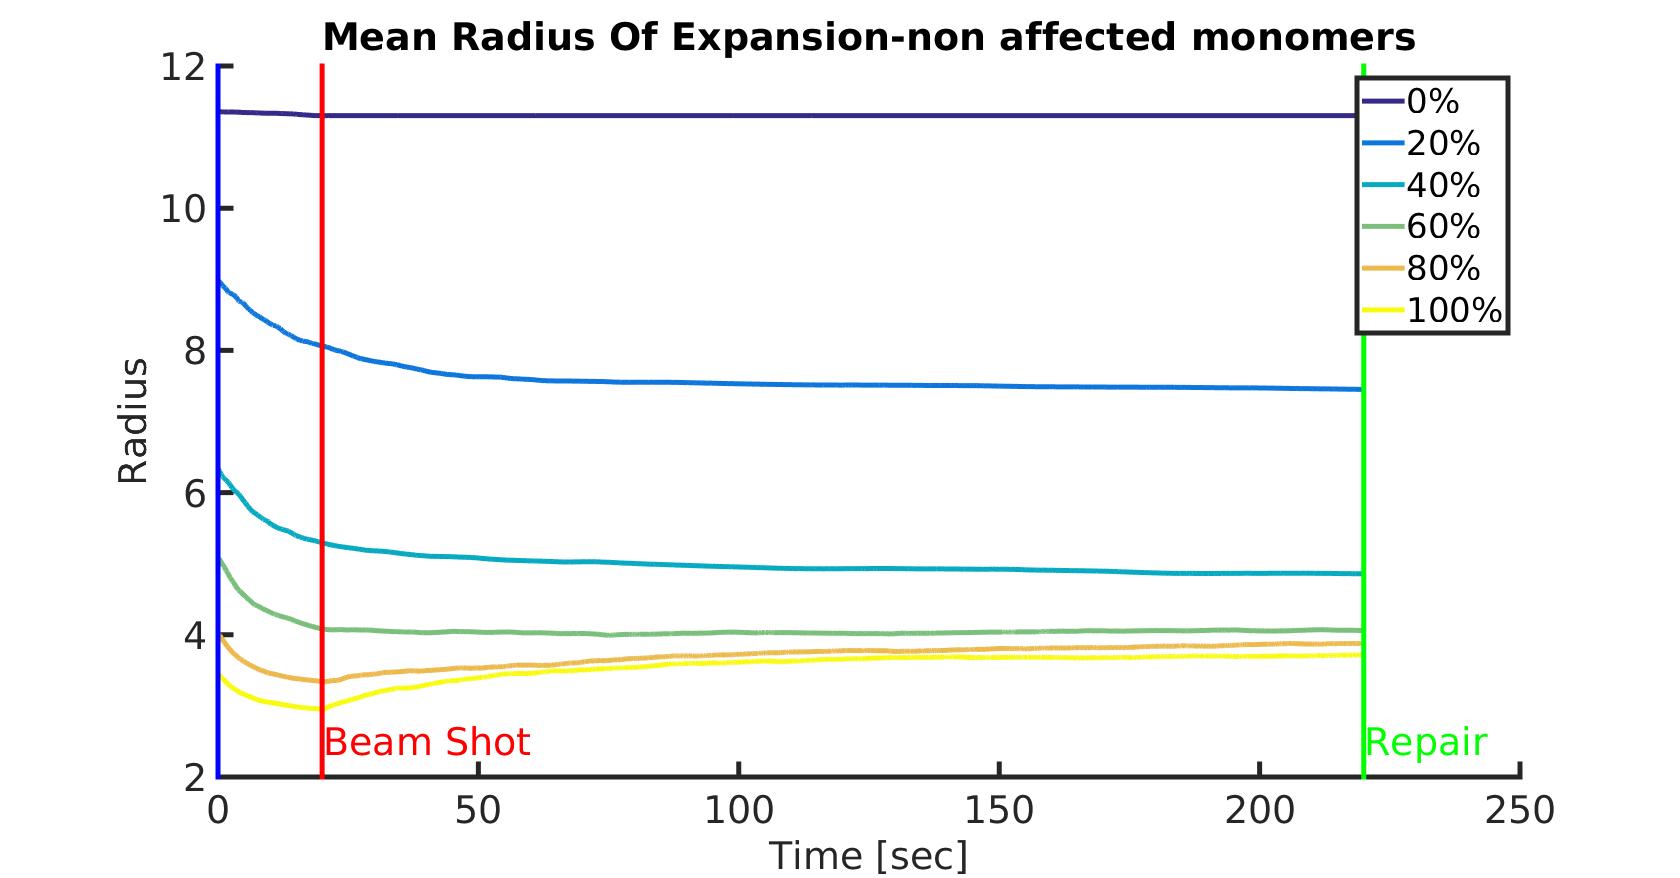 Mean Radius Of Expansion-non affected monomers
12
10
8
6
4
2
Radius
0%
20%
40%
60%
80%
100%
Beam Shot
Repair
0 50 100 150 200 250
Time [sec]